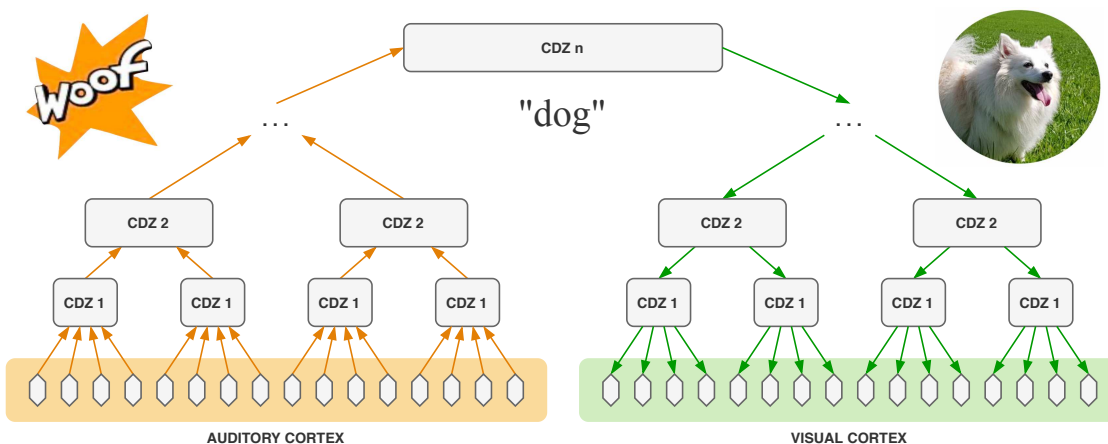 CDZ n
Woof
"dog"
...
...
CDZ 2
CDZ 2
CDZ 2
CDZ 2
CDZ 1
CDZ 1
CDZ 1
CDZ 1
CDZ 1
CDZ 1
CDZ 1
CDZ 1
AUDITORY CORTEX
VISUAL CORTEX